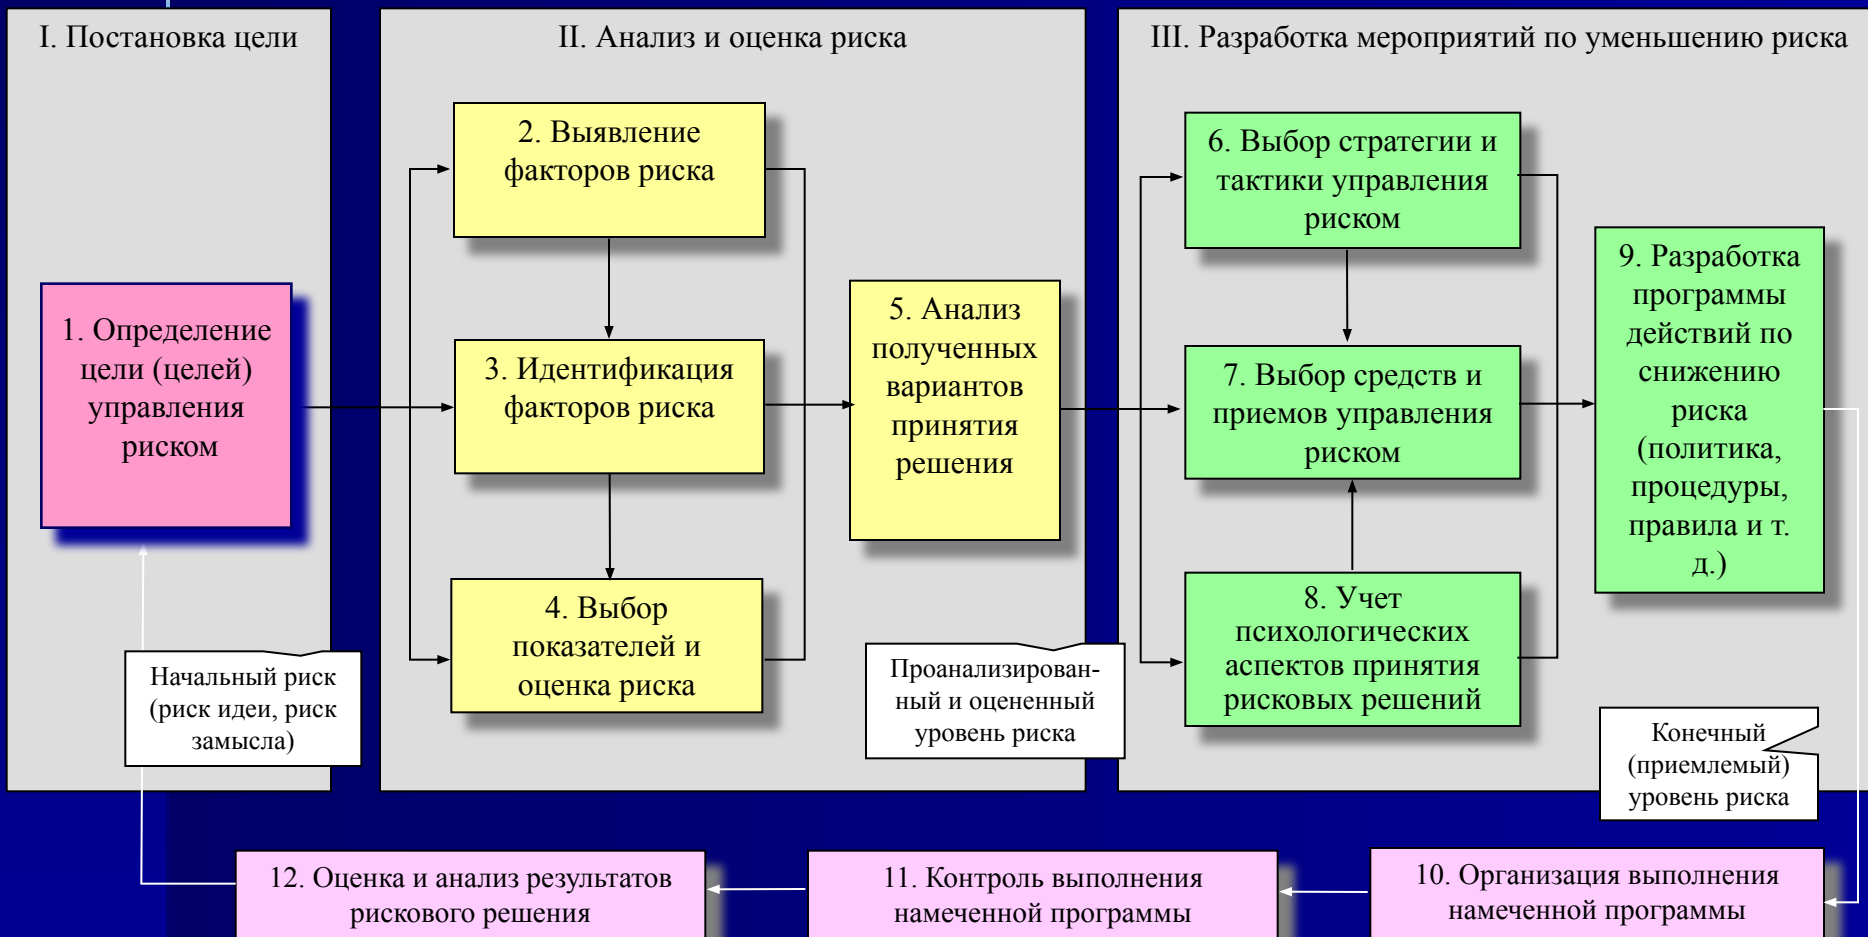 I. Постановка цели
1. Определение
цели (целей)
управления
риском
Начальный риск
(риск идеи, риск
замысла)
II. Анализ и оценка риска
2. Выявление
факторов риска
3. Идентификация
факторов риска
4. Выбор
показателей и
оценка риска
5. Анализ
полученных
вариантов
принятия
решения
Проанализирован-
ный и оцененный
уровень риска
III. Разработка мероприятий по уменьшению риска
6. Выбор стратегии и
тактики управления
риском
7. Выбор средств и
приемов управления
риском
8. Учет
психологических
аспектов принятия
рисковых решений
9. Разработка
программы
действий по
снижению
риска
(политика,
процедуры,
правила и т.
д.)
Конечный
(приемлемый)
уровень риска
10. Организация выполнения
намеченной программы
11. Контроль выполнения
намеченной программы
12. Оценка и анализ результатов
рискового решения